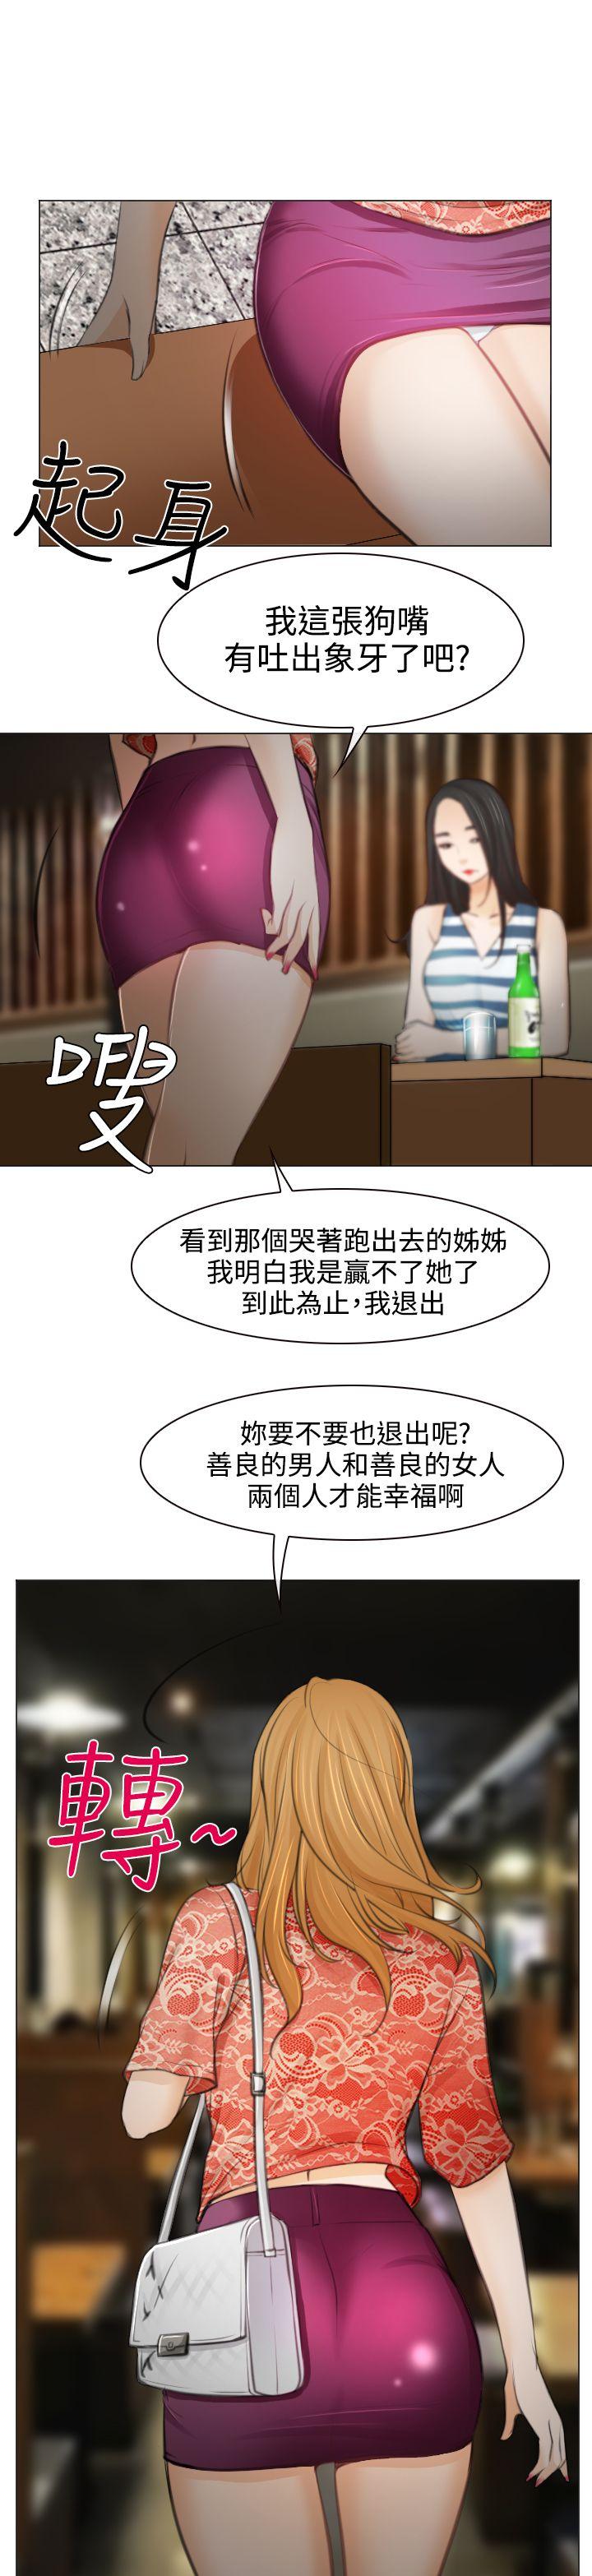 起身
我這張狗嘴
有吐出象牙了吧?
嗖
看到那個哭著跑出去的姊姊
我明白我是贏不了她了
到此為止,我退出
妳要不要也退出呢?
善良的男人和善良的女人
兩個人才能幸福啊
轉~